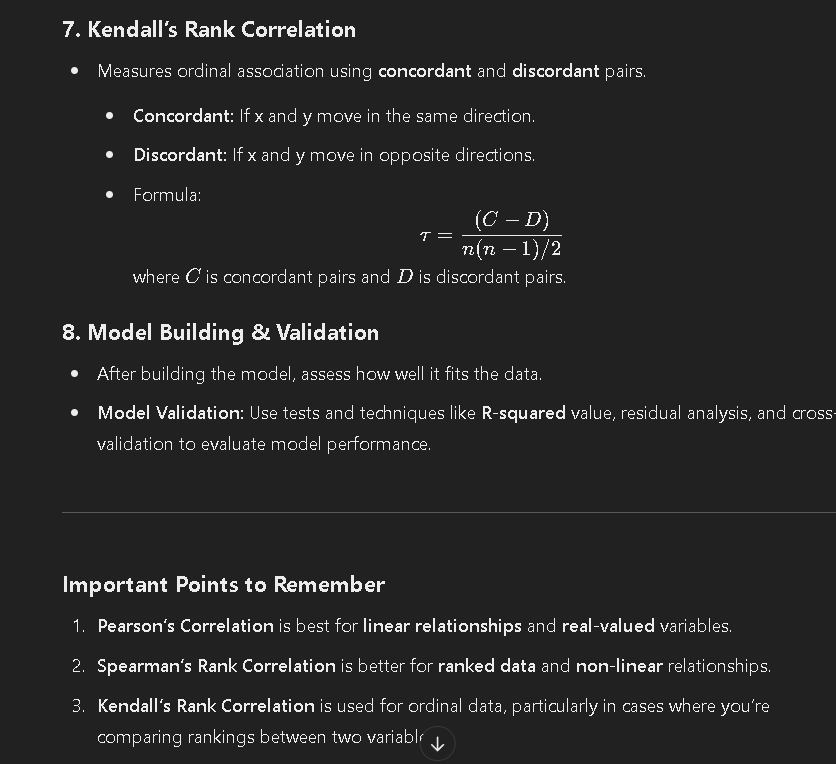 7. Kendall's Rank Correlation
• Measures ordinal association using concordant and discordant pairs.
• Concordant: If x and y move in the same direction.
• Discordant: If x and y move in opposite directions.
• Formula:
τ = (C − D) / n(n − 1)/2
where C is concordant pairs and D is discordant pairs.
8. Model Building & Validation
• After building the model, assess how well it fits the data.
• Model Validation: Use tests and techniques like R-squared value, residual analysis, and cross-
validation to evaluate model performance.
Important Points to Remember
1. Pearson's Correlation is best for linear relationships and real-valued variables.
2. Spearman's Rank Correlation is better for ranked data and non-linear relationships.
3. Kendall's Rank Correlation is used for ordinal data, particularly in cases where you're
comparing rankings between two